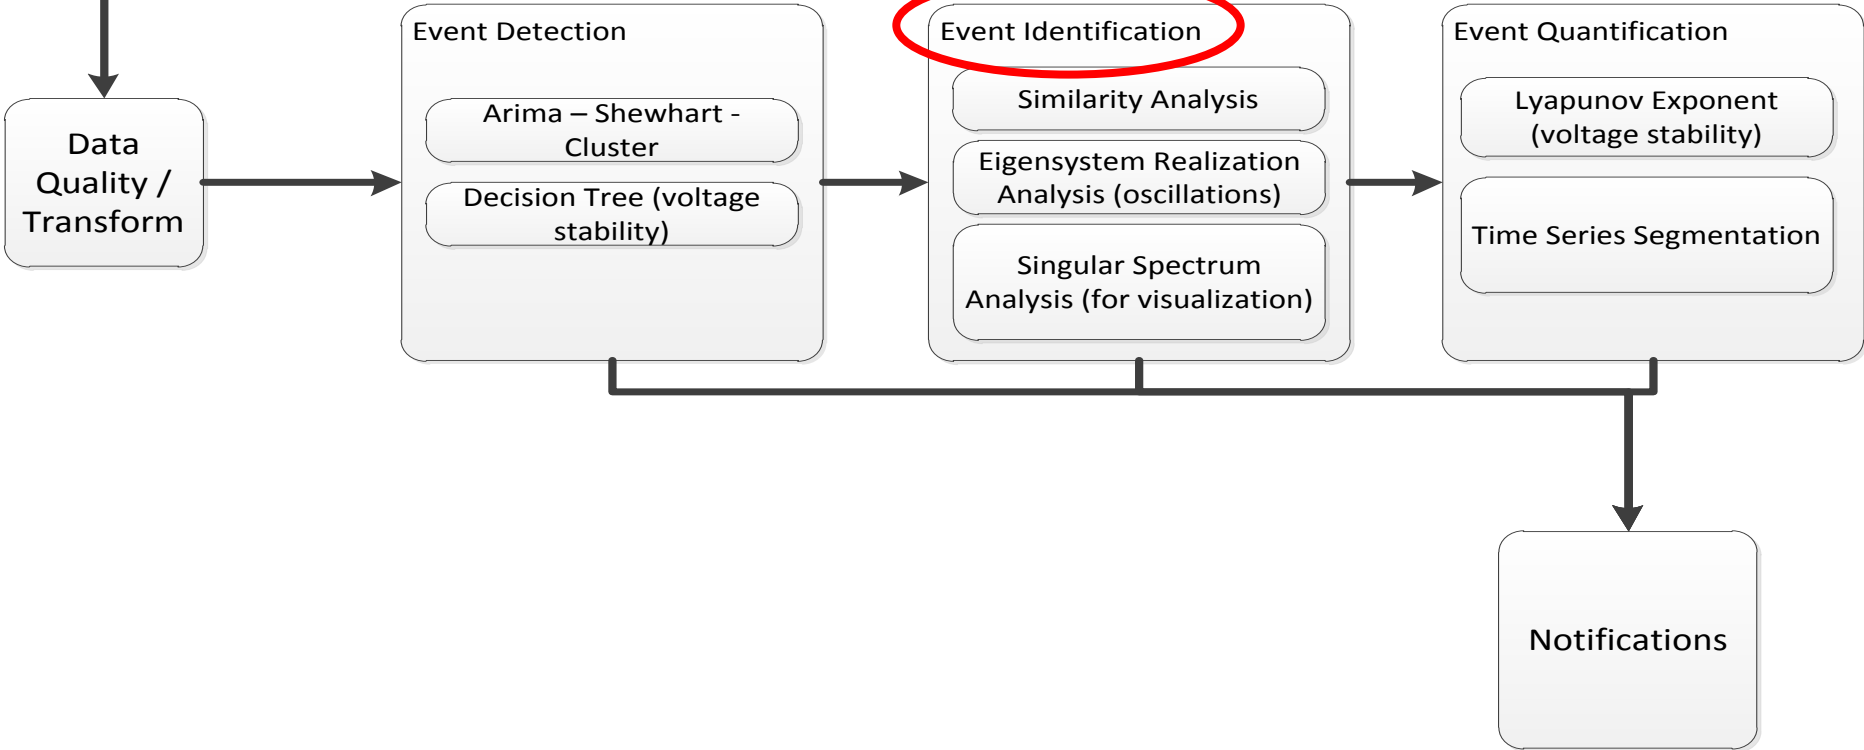 Data
Quality /
Transform
Event Detection
Arima – Shewhart -
Cluster
Decision Tree (voltage
stability)
Event Identification
Similarity Analysis
Eigensystem Realization
Analysis (oscillations)
Singular Spectrum
Analysis (for visualization)
Event Quantification
Lyapunov Exponent
(voltage stability)
Time Series Segmentation
Notifications